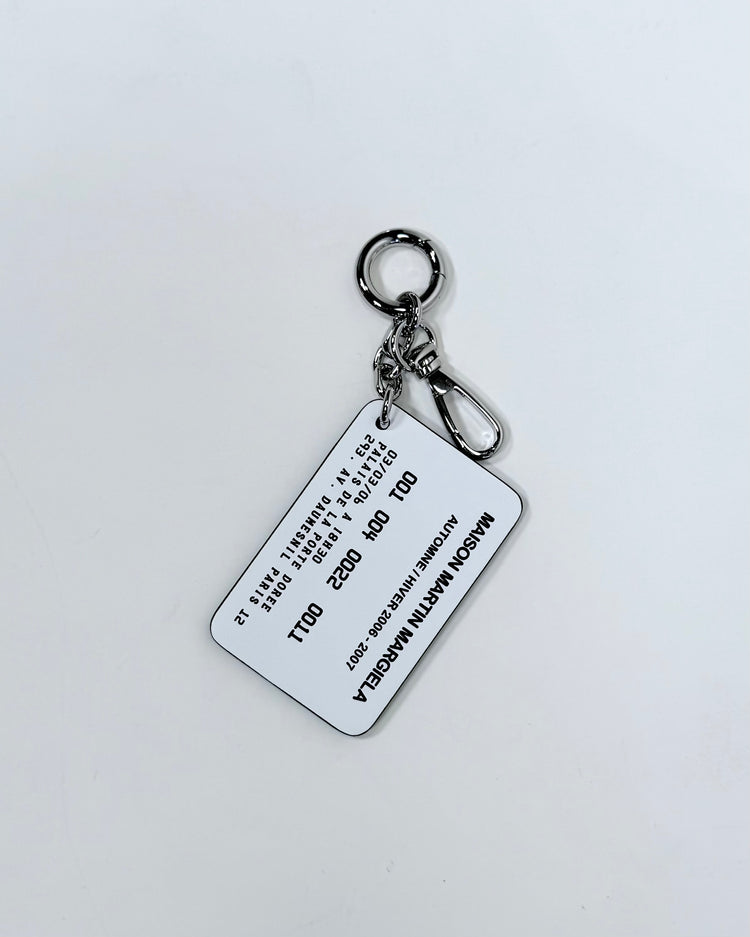 MAISON MARTIN MARGIELA
AUTOMNE / HIVER 2006 - 2007
001 004 0022 0011
03/03/06 A 18H30
PALAIS DE LA PORTE DOREE
293. AV. DAUMESNIL PARIS 12